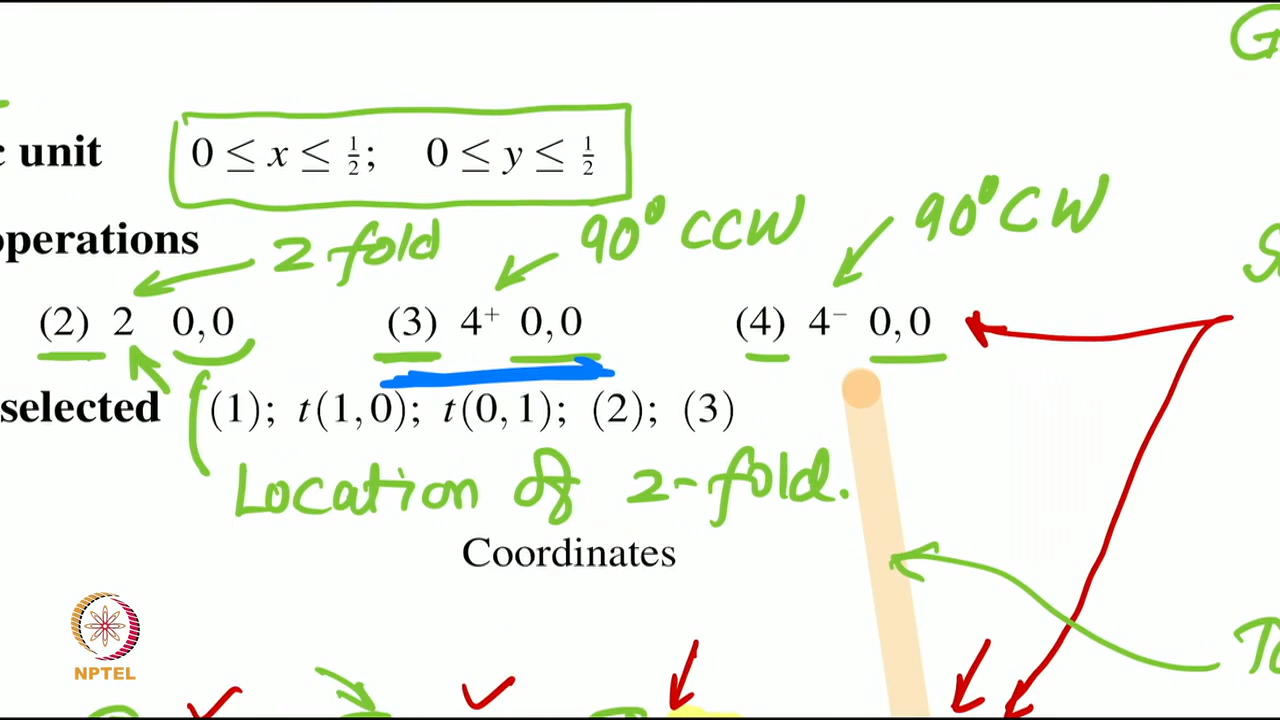 G
c unit 0 ≤ x ≤ 1/2; 0 ≤ y ≤ 1/2
operations
2 fold 90° CCW 90° CW
(2) 2 0,0 (3) 4⁺ 0,0 (4) 4⁻ 0,0
selected (1); t(1,0); t(0,1); (2); (3)
Location of 2-fold.
Coordinates
NPTEL